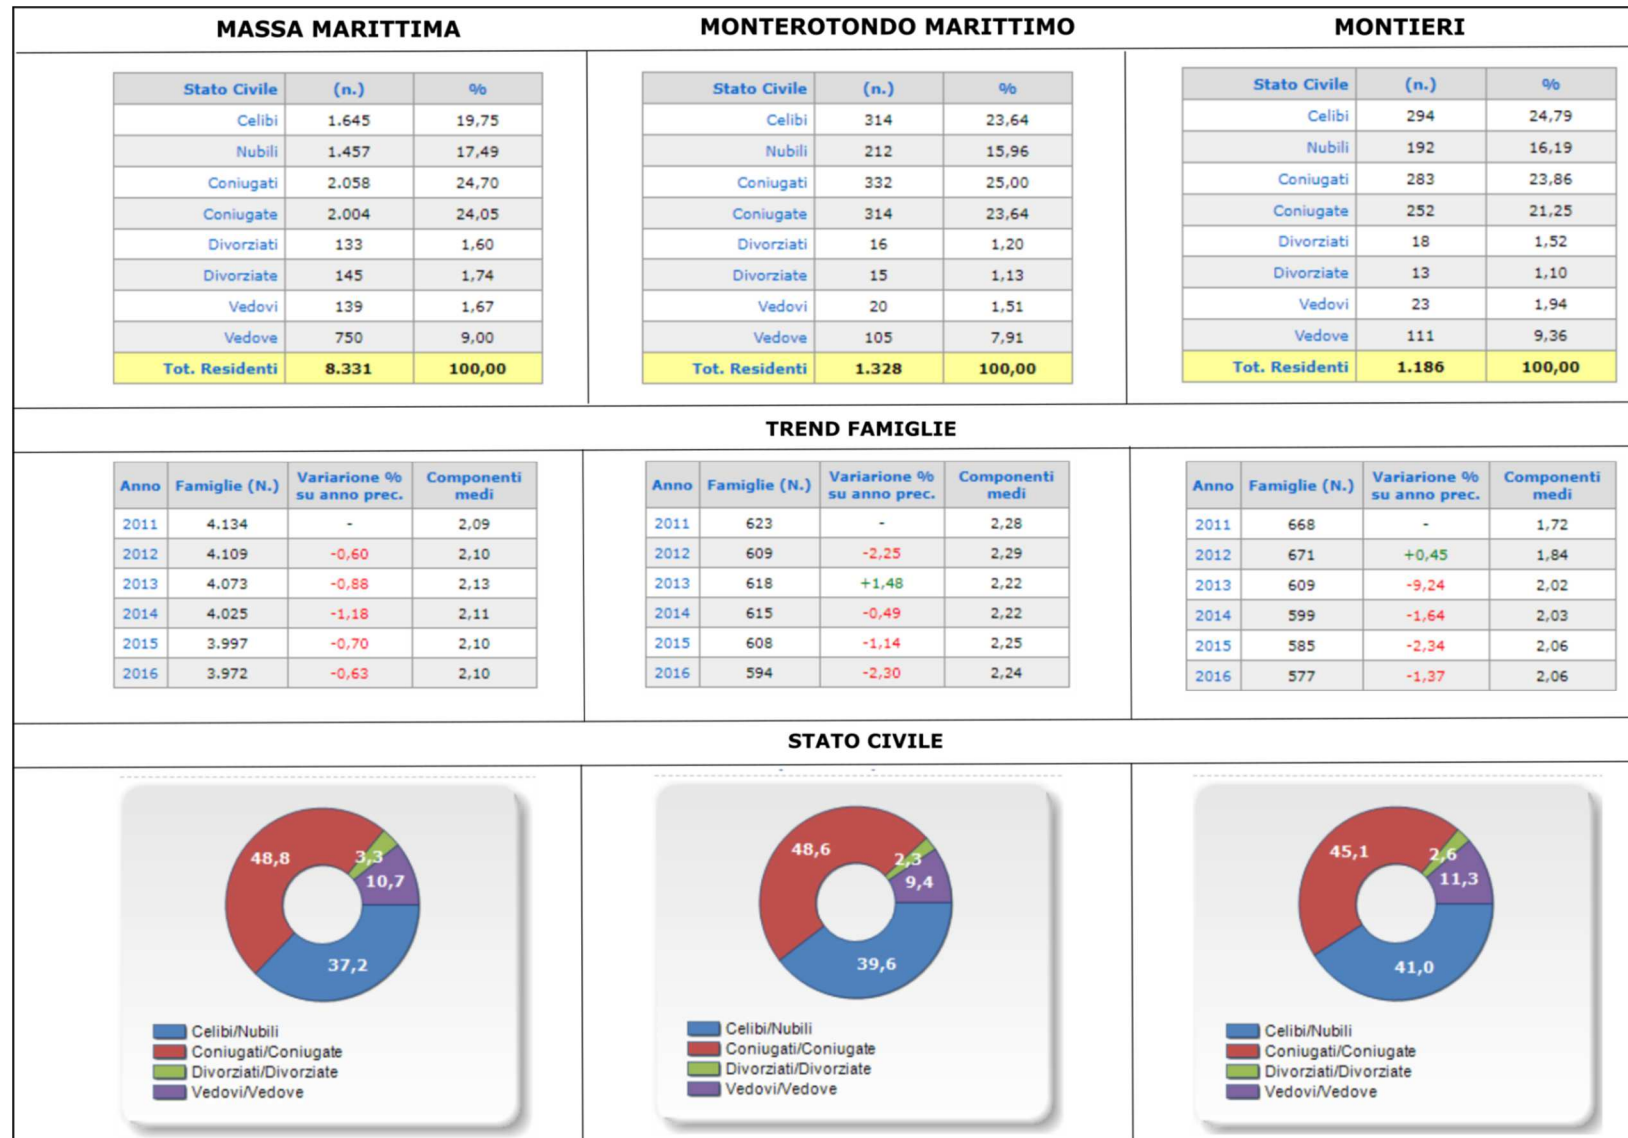 MASSA MARITTIMA
Stato Civile (n.) %
Celibi 1.645 19,75
Nubili 1.457 17,49
Coniugati 2.058 24,70
Coniugate 2.004 24,05
Divorziati 133 1,60
Divorziate 145 1,74
Vedovi 139 1,67
Vedove 750 9,00
Tot. Residenti 8.331 100,00
MONTEROTONDO MARITTIMO
Stato Civile (n.) %
Celibi 314 23,64
Nubili 212 15,96
Coniugati 332 25,00
Coniugate 314 23,64
Divorziati 16 1,20
Divorziate 15 1,13
Vedovi 20 1,51
Vedove 105 7,91
Tot. Residenti 1.328 100,00
MONTIERI
Stato Civile (n.) %
Celibi 294 24,79
Nubili 192 16,19
Coniugati 283 23,86
Coniugate 252 21,25
Divorziati 18 1,52
Divorziate 13 1,10
Vedovi 23 1,94
Vedove 111 9,36
Tot. Residenti 1.186 100,00
TREND FAMIGLIE
Anno Famiglie (N.) Variarione % su anno prec. Componenti medi
2011 4.134 - 2,09
2012 4.109 -0,60 2,10
2013 4.073 -0,88 2,13
2014 4.025 -1,18 2,11
2015 3.997 -0,70 2,10
2016 3.972 -0,63 2,10
Anno Famiglie (N.) Variarione % su anno prec. Componenti medi
2011 623 - 2,28
2012 609 -2,25 2,29
2013 618 +1,48 2,22
2014 615 -0,49 2,22
2015 608 -1,14 2,25
2016 594 -2,30 2,24
Anno Famiglie (N.) Variarione % su anno prec. Componenti medi
2011 668 - 1,72
2012 671 +0,45 1,84
2013 609 -9,24 2,02
2014 599 -1,64 2,03
2015 585 -2,34 2,06
2016 577 -1,37 2,06
STATO CIVILE
48,8
3,3
10,7
37,2
Celibi/Nubili
Coniugati/Coniugate
Divorziati/Divorziate
Vedovi/Vedove
48,6
2,3
9,4
39,6
Celibi/Nubili
Coniugati/Coniugate
Divorziati/Divorziate
Vedovi/Vedove
45,1
2,6
11,3
41,0
Celibi/Nubili
Coniugati/Coniugate
Divorziati/Divorziate
Vedovi/Vedove